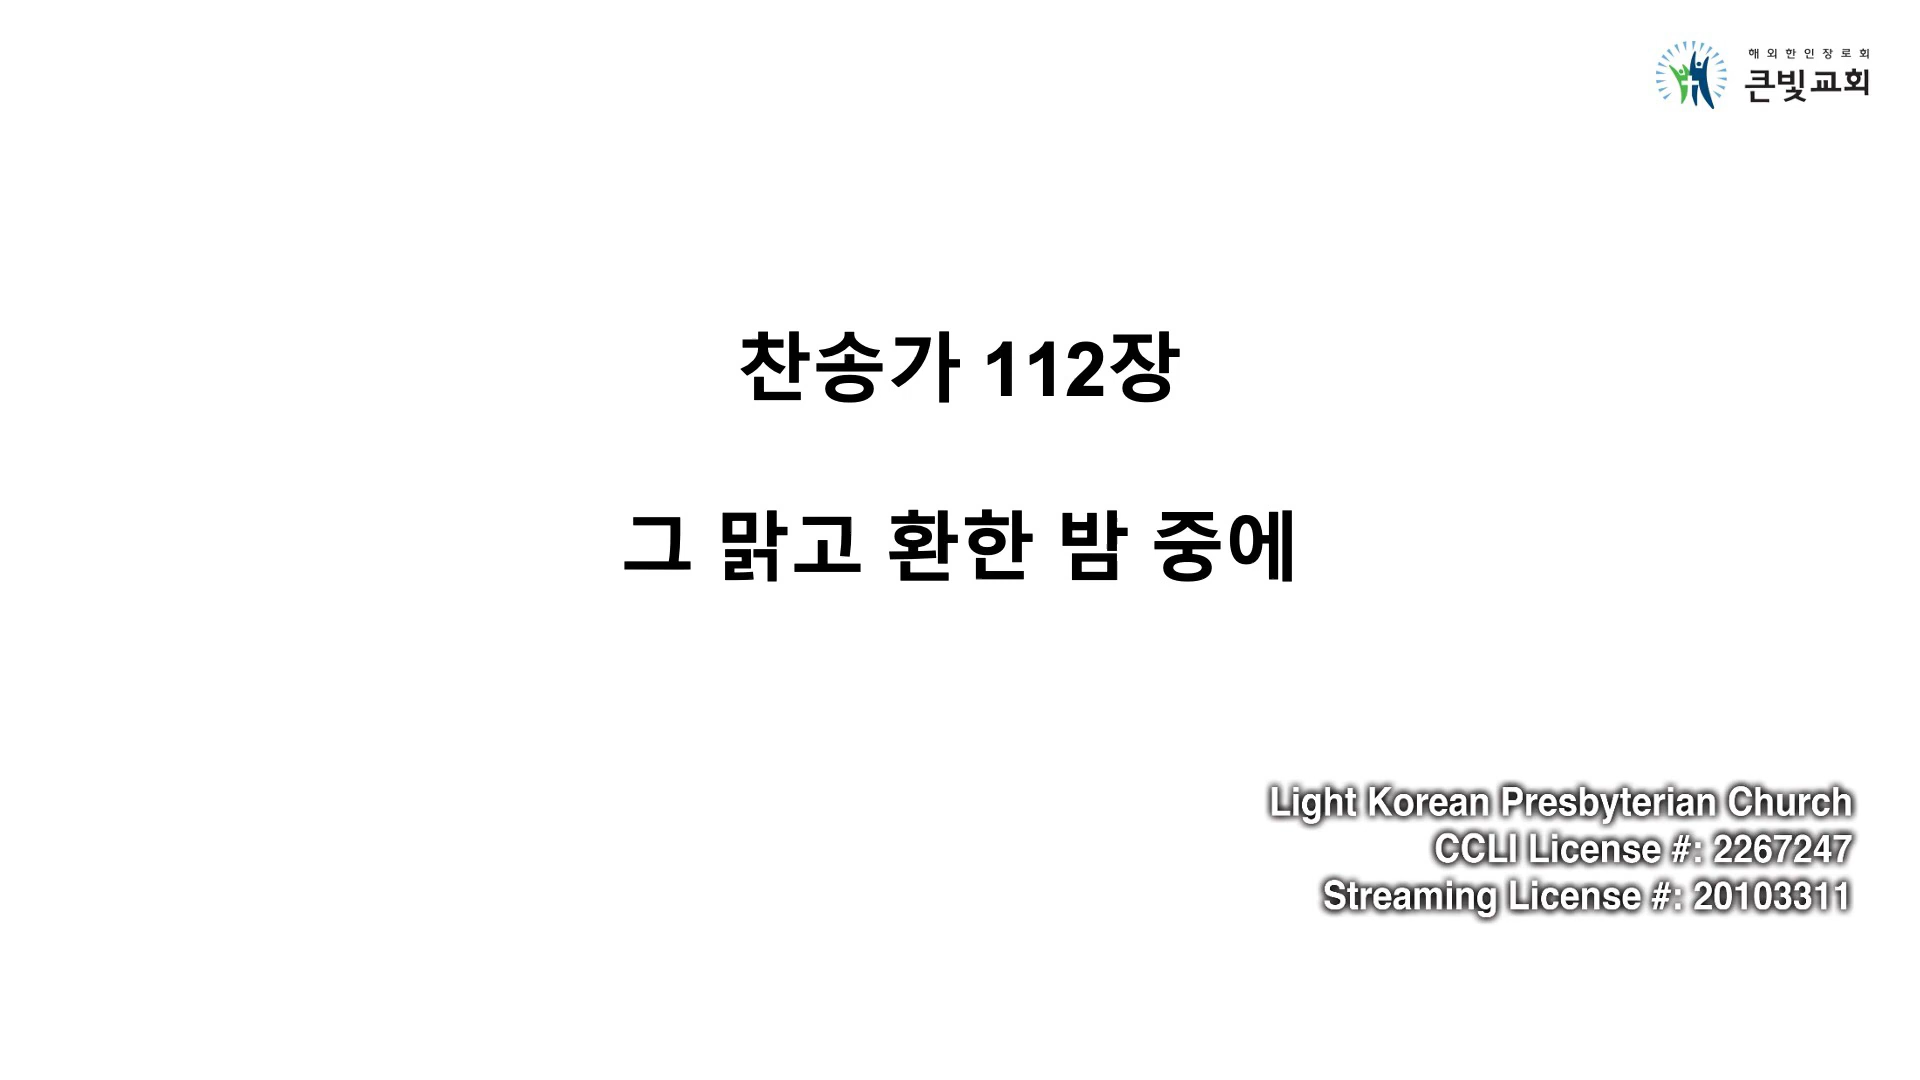 해외한인장로회
큰빛교회
찬송가 112장
그 맑고 환한 밤 중에
Light Korean Presbyterian Church
CCLI License #: 2267247
Streaming License #: 20103311